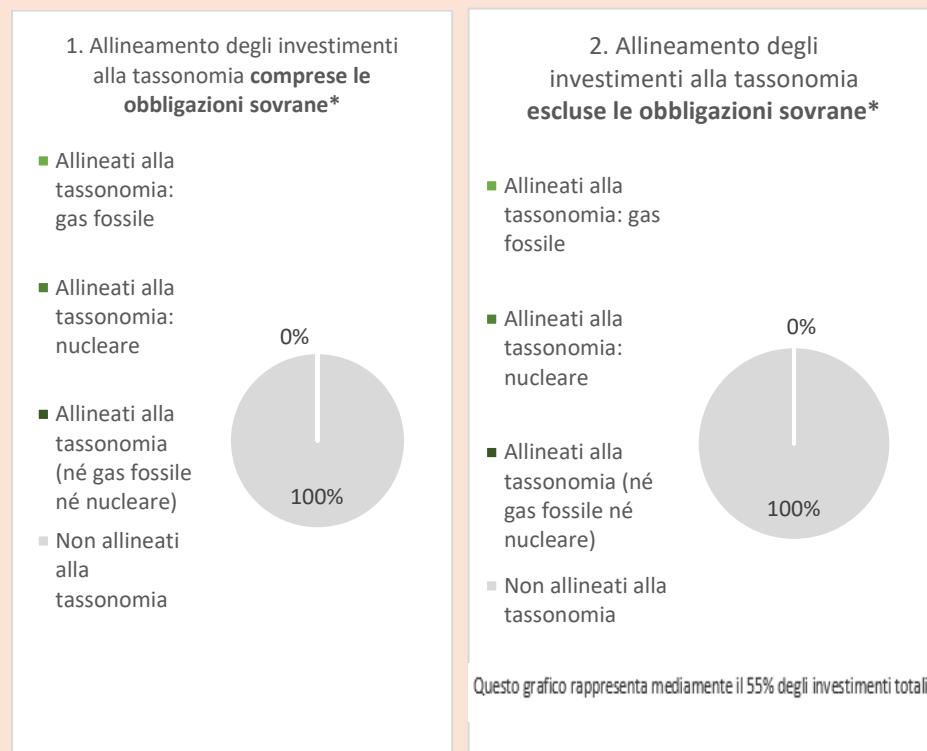 1. Allineamento degli investimenti
alla tassonomia comprese le
obbligazioni sovrane*
Allineati alla
tassonomia:
gas fossile
Allineati alla
tassonomia:
nucleare
Allineati alla
tassonomia
(né gas fossile
né nucleare)
Non allineati
alla
tassonomia
0%
100%
2. Allineamento degli
investimenti alla tassonomia
escluse le obbligazioni sovrane*
Allineati alla
tassonomia: gas
fossile
Allineati alla
tassonomia:
nucleare
Allineati alla
tassonomia (né
gas fossile né
nucleare)
Non allineati alla
tassonomia
0%
100%
Questo grafico rappresenta mediamente il 55% degli investimenti totali